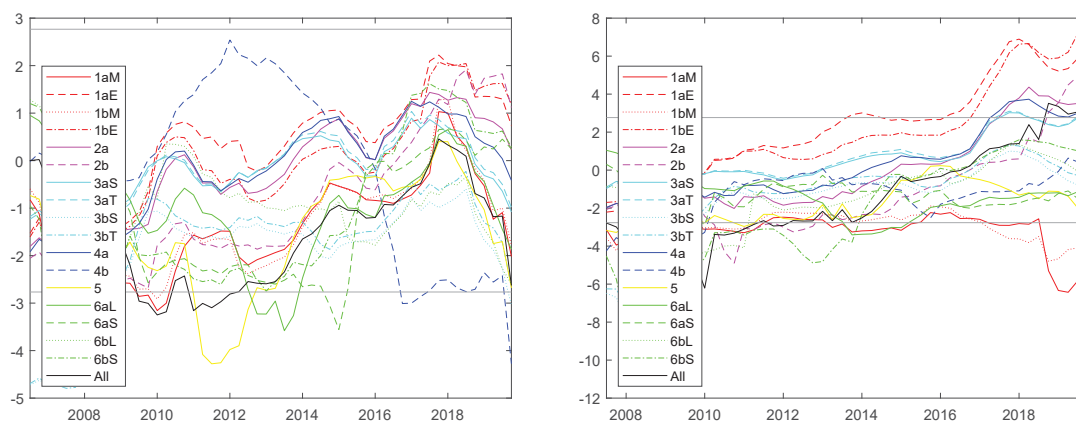 3
2
1
0
-1
-2
-3
-4
-5
2008
2010
2012
2014
2016
2018
1aM
1aE
1bM
1bE
2a
2b
3aS
3aT
3bS
3bT
4a
4b
5
6aL
6aS
6bL
6bS
All
8
6
4
2
0
-2
-4
-6
-8
-10
-12
2008
2010
2012
2014
2016
2018
1aM
1aE
1bM
1bE
2a
2b
3aS
3aT
3bS
3bT
4a
4b
5
6aL
6aS
6bL
6bS
All